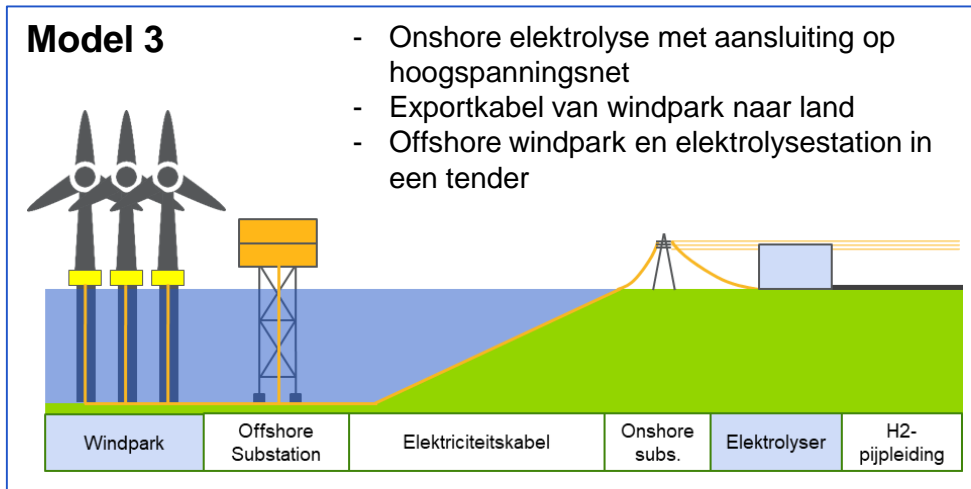 Model 3
- Onshore elektrolyse met aansluiting op
hoogspanningsnet
- Exportkabel van windpark naar land
- Offshore windpark en elektrolysestation in
een tender
Windpark
Offshore
Substation
Elektriciteitskabel
Onshore
subs.
Elektrolyser
H2-
pijpleiding